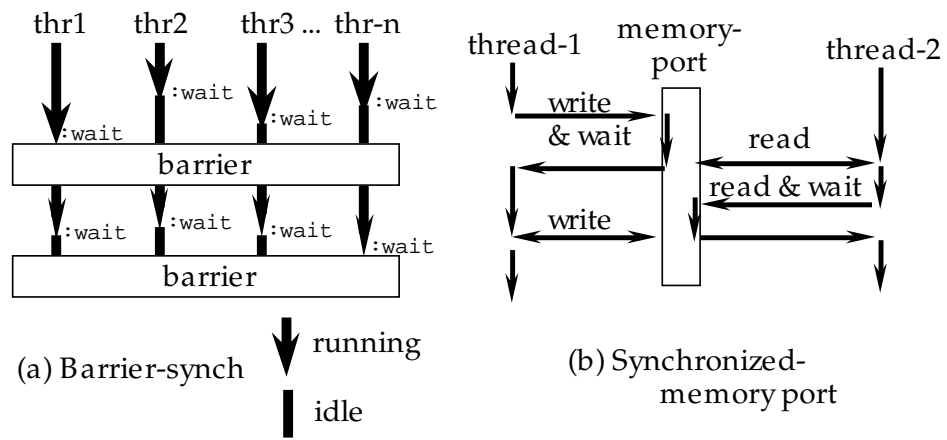 thr1 thr2 thr3 ... thr-n
:wait
:wait
:wait
:wait
barrier
:wait
:wait
:wait
:wait
barrier
running
(a) Barrier-synch
idle
memory-
port
thread-1
thread-2
write
& wait
read
read & wait
write
(b) Synchronized-
memory port